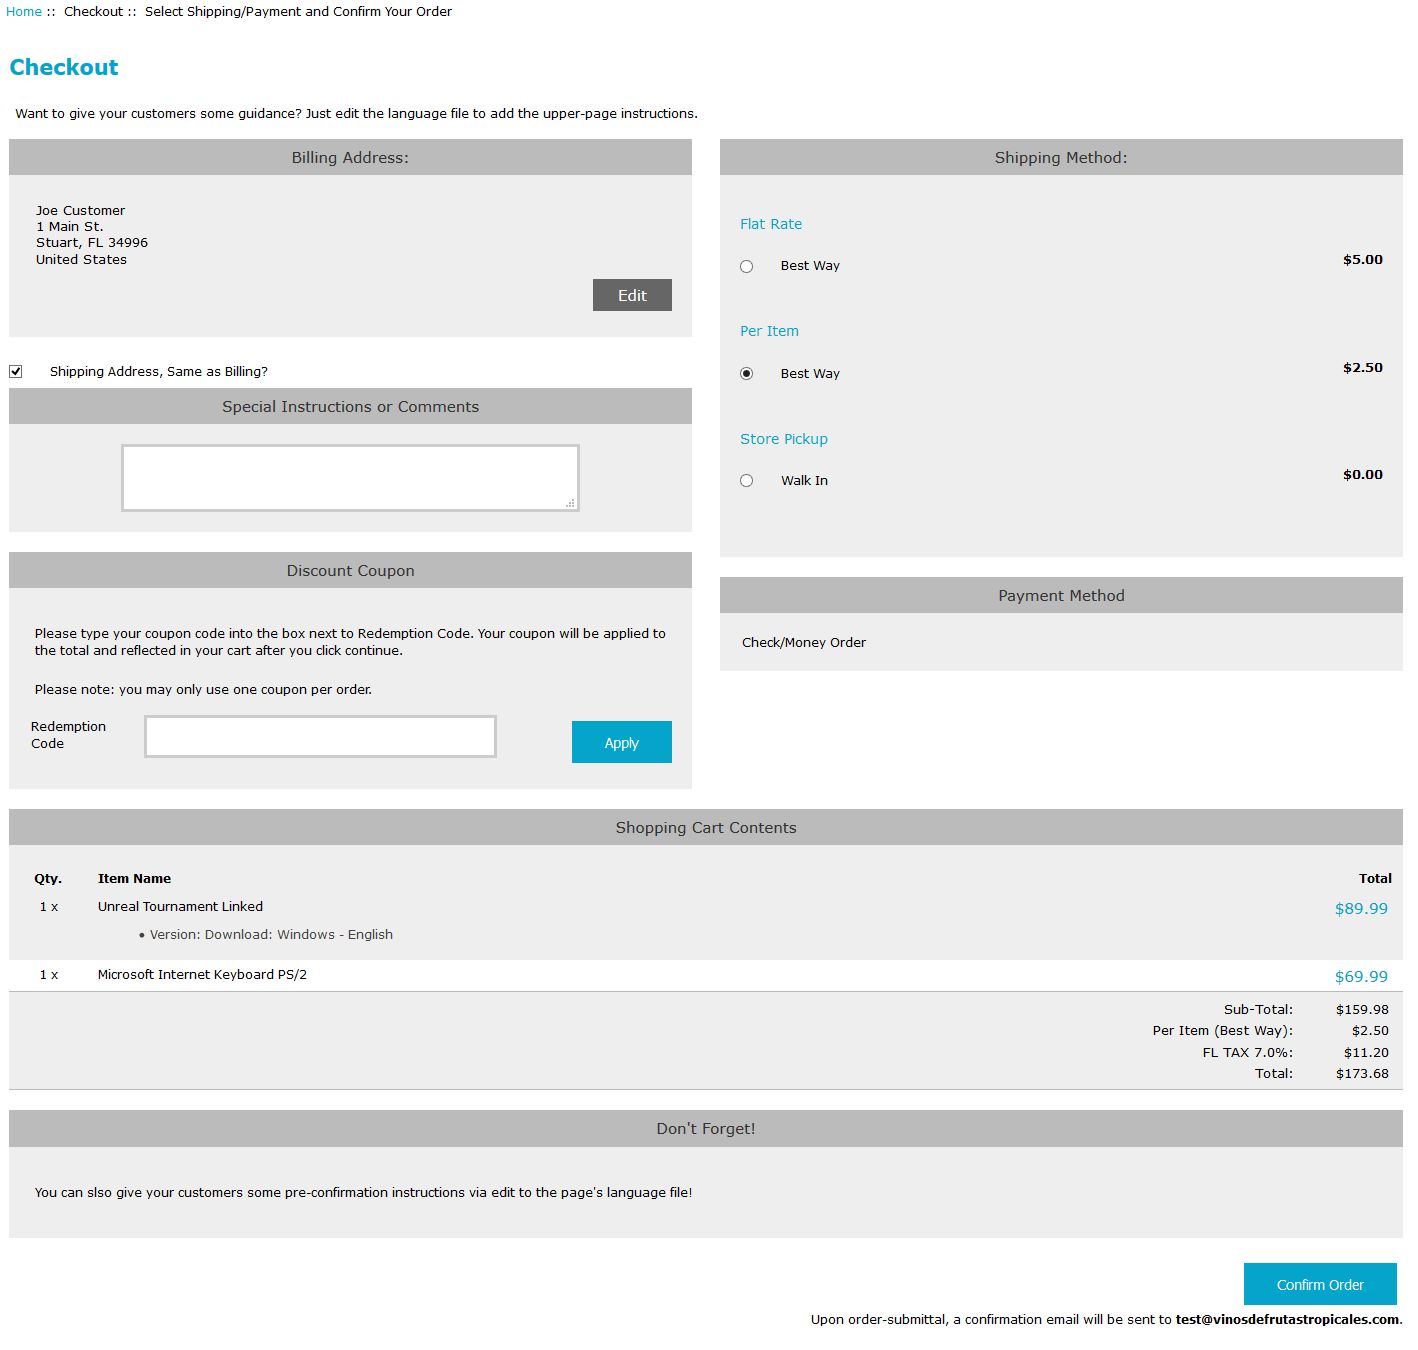 Home :: Checkout :: Select Shipping/Payment and Confirm Your Order
Checkout
Want to give your customers some guidance? Just edit the language file to add the upper-page instructions.
Billing Address:
Joe Customer
1 Main St.
Stuart, FL 34996
United States
Edit
Shipping Address, Same as Billing?
Special Instructions or Comments
Discount Coupon
Please type your coupon code into the box next to Redemption Code. Your coupon will be applied to
the total and reflected in your cart after you click continue.
Please note: you may only use one coupon per order.
Redemption
Code
Apply
Shipping Method:
Flat Rate
Best Way $5.00
Per Item
Best Way $2.50
Store Pickup
Walk In $0.00
Payment Method
Check/Money Order
Shopping Cart Contents
Qty. Item Name Total
1 x Unreal Tournament Linked $89.99
• Version: Download: Windows - English
1 x Microsoft Internet Keyboard PS/2 $69.99
Sub-Total: $159.98
Per Item (Best Way): $2.50
FL TAX 7.0%: $11.20
Total: $173.68
Don't Forget!
You can slso give your customers some pre-confirmation instructions via edit to the page's language file!
Confirm Order
Upon order-submittal, a confirmation email will be sent to test@vinosdefrutastropicales.com.